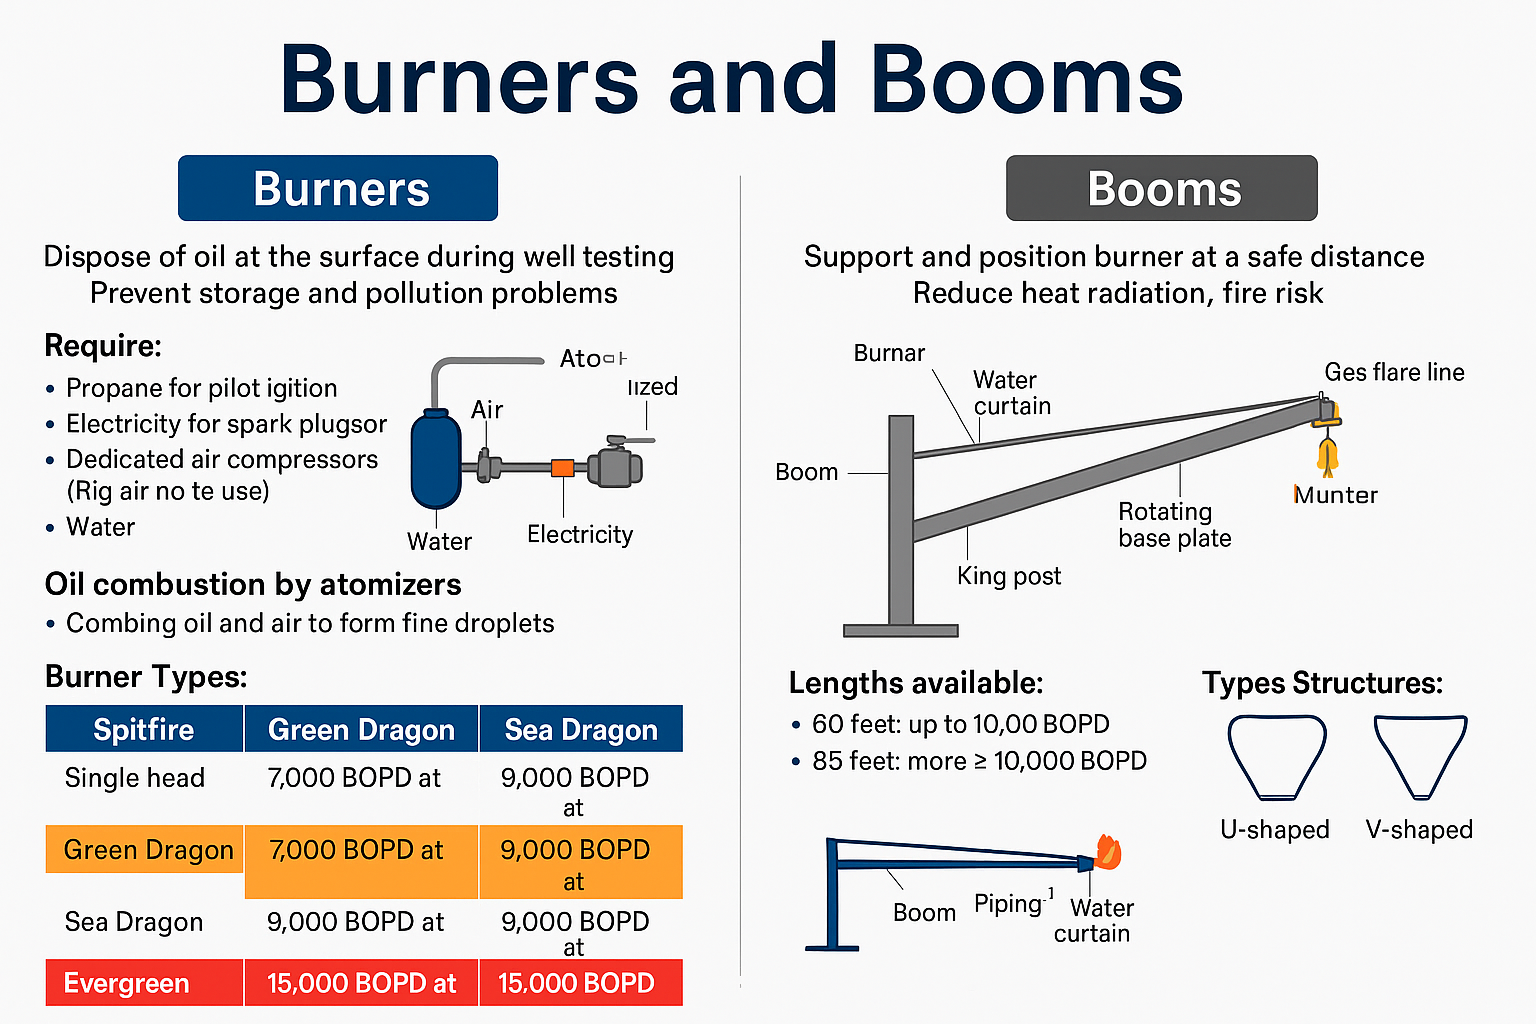 Burners and Booms
Burners
Dispose of oil at the surface during well testing
Prevent storage and pollution problems
Require:
• Propane for pilot igition
• Electricity for spark plugsor
• Dedicated air compressors
(Rig air no te use)
• Water
Air
Water
Electricity
Oil combustion by atomizers
• Combing oil and air to form fine droplets
Burner Types:
Spitfire Green Dragon Sea Dragon
Single head 7,000 BOPD at 9,000 BOPD
at
Green Dragon 7,000 BOPD at 9,000 BOPD
at
Sea Dragon 9,000 BOPD at 9,000 BOPD
at
Evergreen 15,000 BOPD at 15,000 BOPD
Booms
Support and position burner at a safe distance
Reduce heat radiation, fire risk
Burnar
Water
curtain
Ges flare line
Boom
Munter
Rotating
base plate
King post
Lengths available:
• 60 feet: up to 10,00 BOPD
• 85 feet: more ≥ 10,000 BOPD
Types Structures:
U-shaped
V-shaped
Boom
Piping
Water
curtain